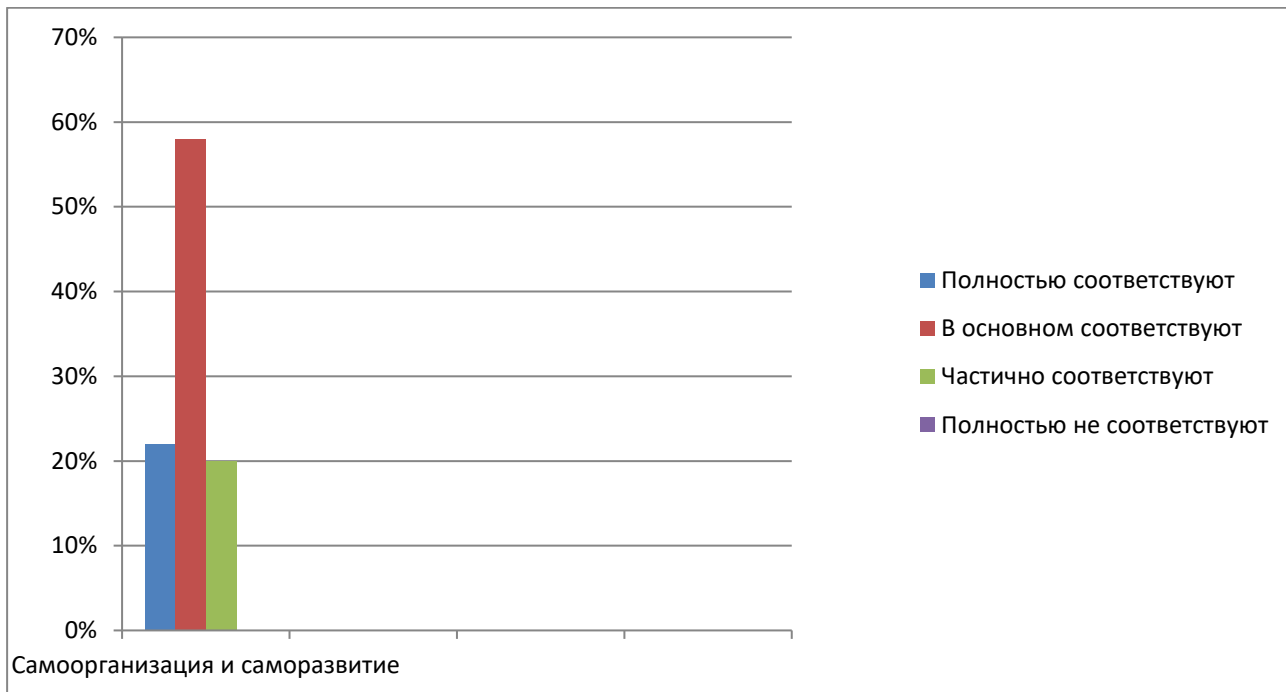 70%
60%
50%
40%
30%
20%
10%
0%
Самоорганизация и саморазвитие
Полностью соответствуют
В основном соответствуют
Частично соответствуют
Полностью не соответствуют